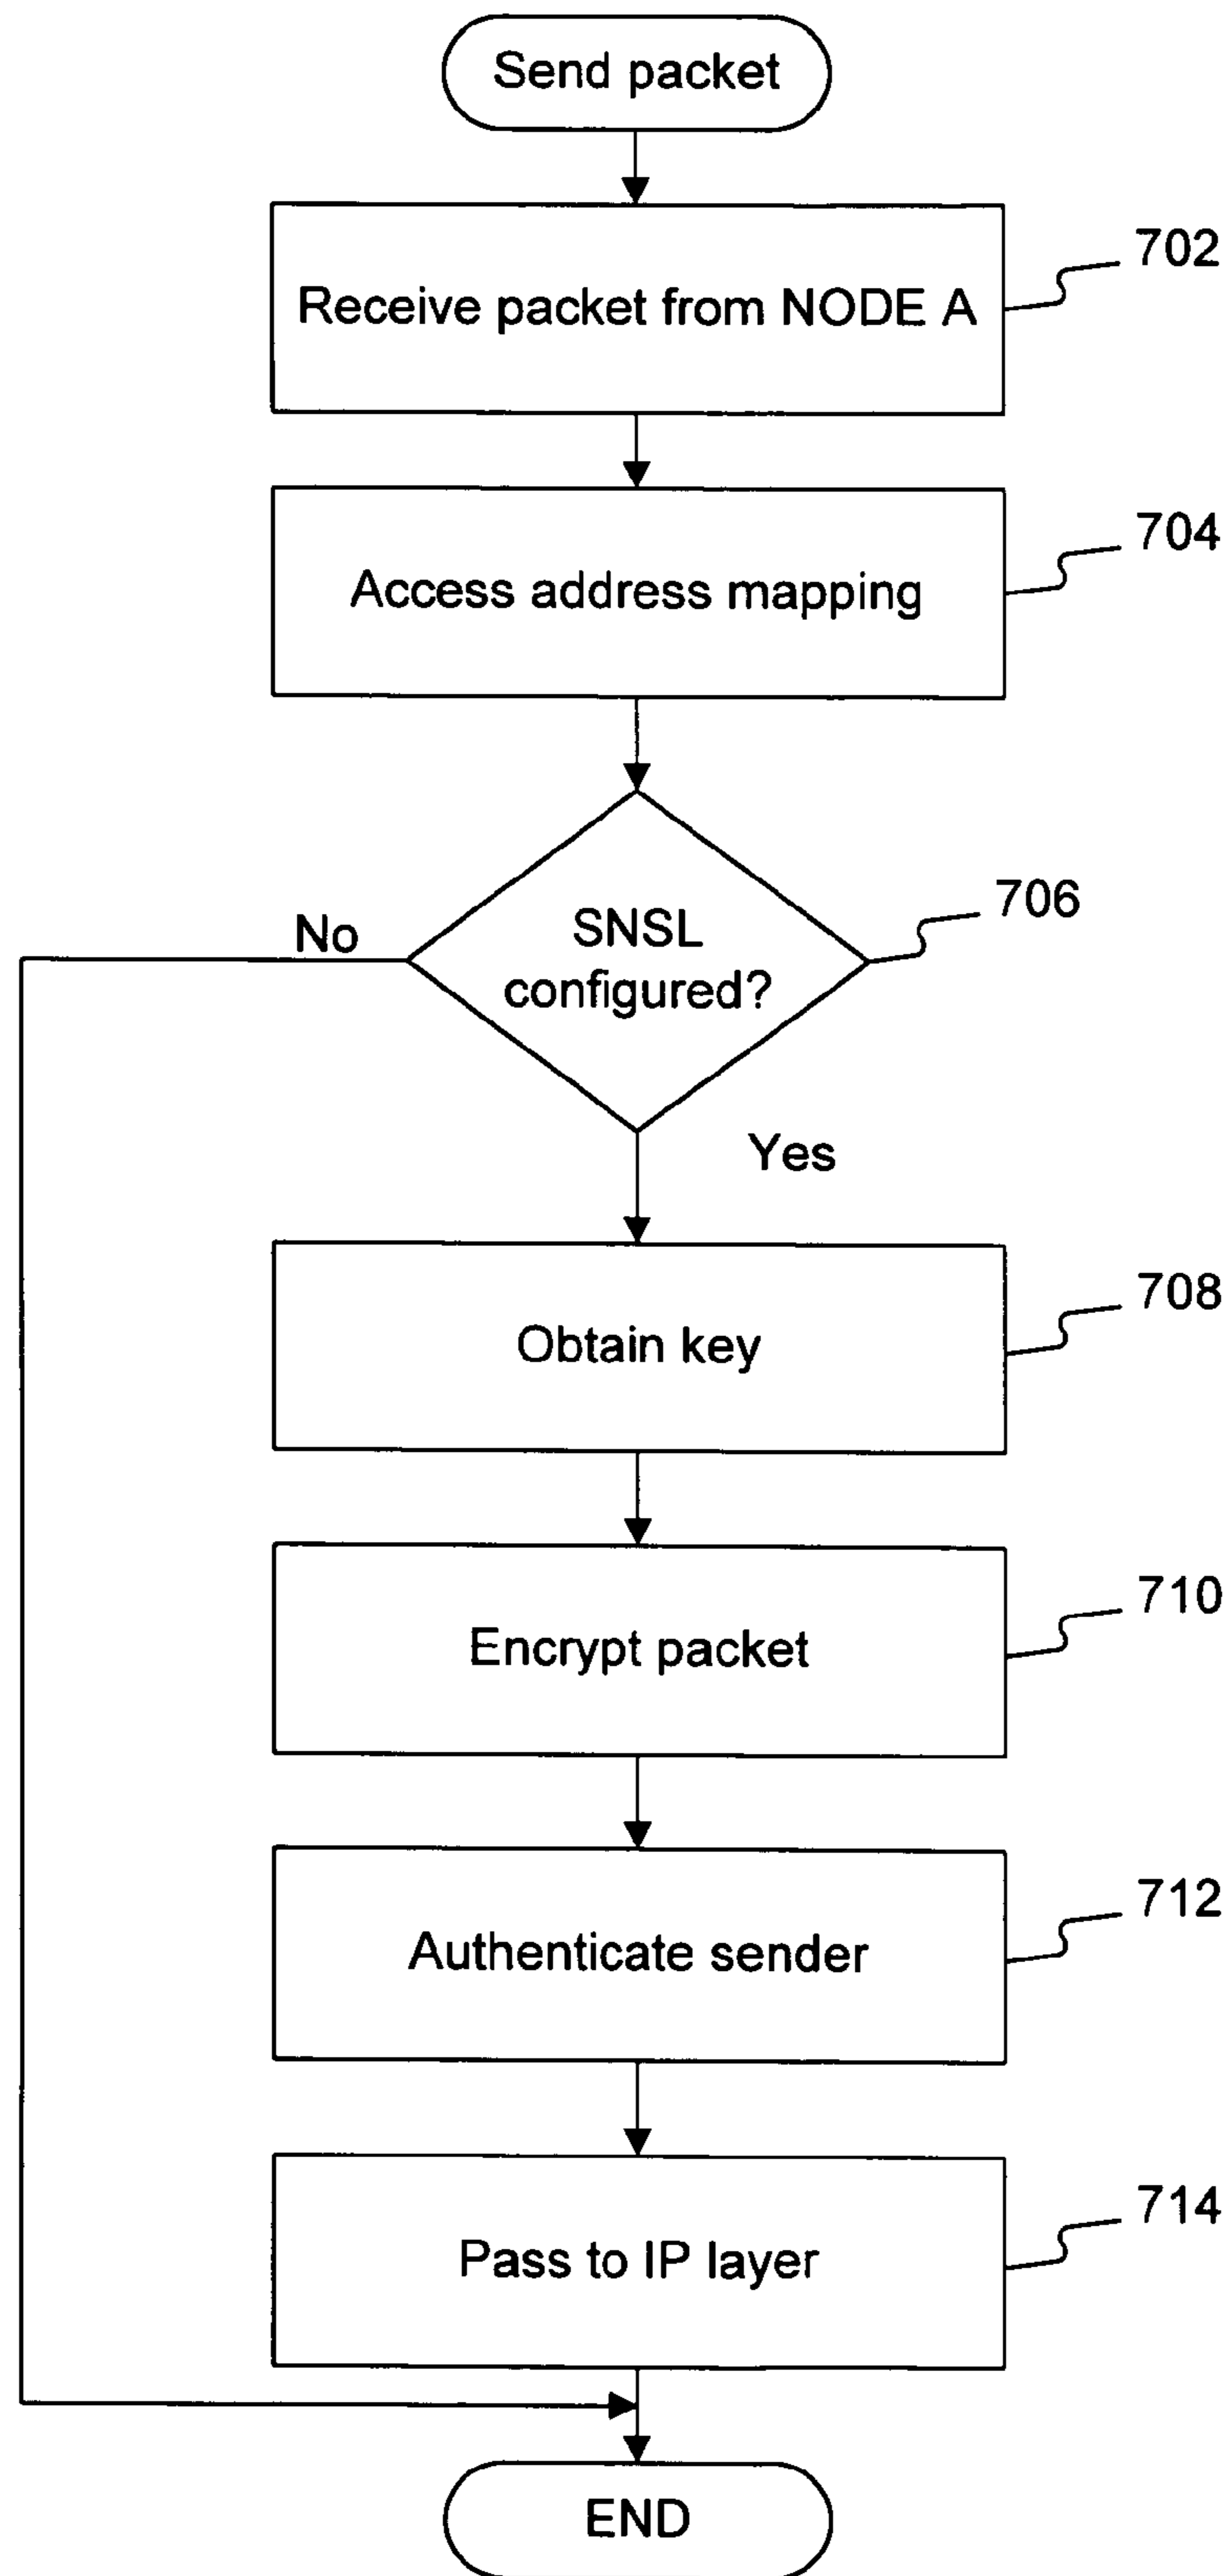 Send packet
Receive packet from NODE A
702
Access address mapping
704
No
SNSL
configured?
706
Yes
Obtain key
708
Encrypt packet
710
Authenticate sender
712
Pass to IP layer
714
END